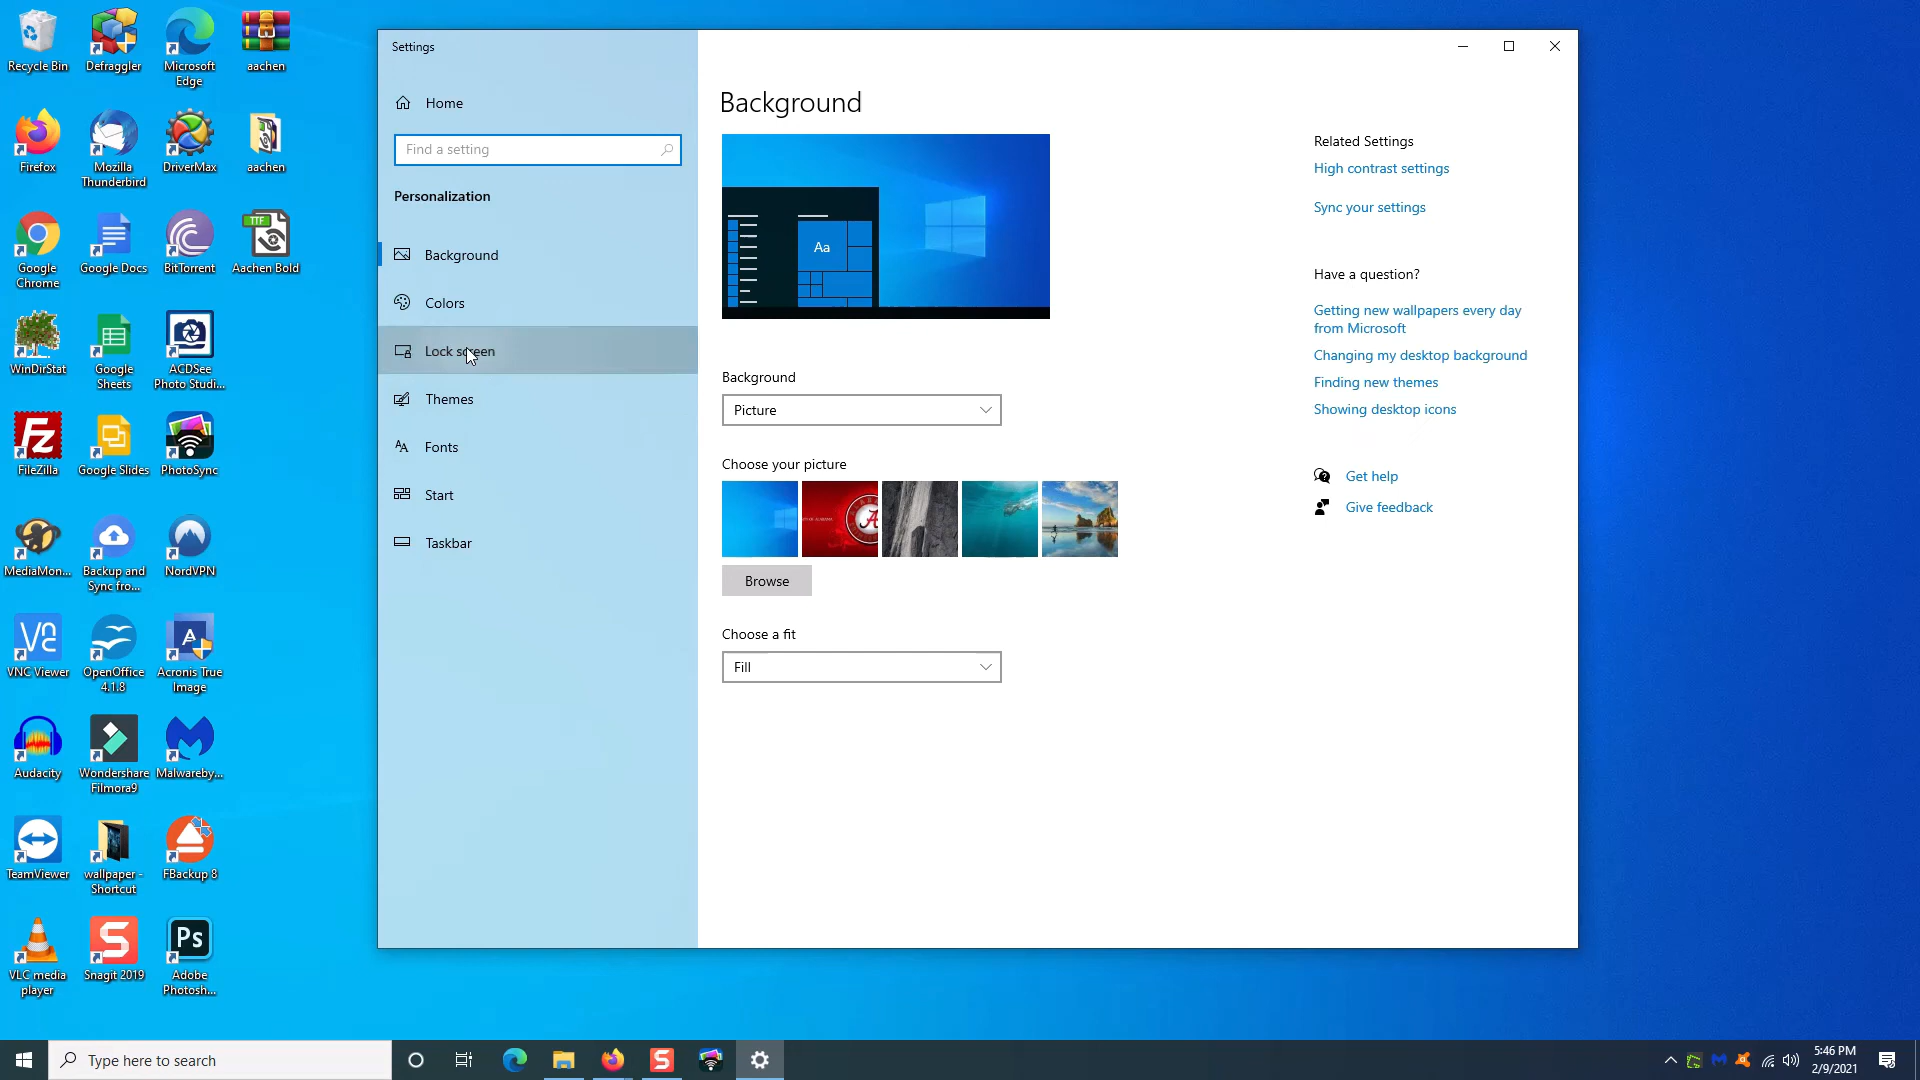 Recycle Bin
Defraggler
Microsoft
Edge
aachen
Firefox
Mozilla
Thunderbird
DriverMax
aachen
TTF
Google
Chrome
Google Docs
BitTorrent
Aachen Bold
WinDirStat
Google
Sheets
ACDSee
Photo Studi...
Fz
FileZilla
Google Slides
PhotoSync
MediaMon...
Backup and
Sync fro...
NordVPN
VNC Viewer
OpenOffice
4.1.8
A
Acronis True
Image
Audacity
Wondershare
Filmora9
Malwareby...
TeamViewer
wallpaper -
Shortcut
FBackup 8
VLC media
player
S
Snagit 2019
Ps
Adobe
Photosh...
Settings
Home
Find a setting
Personalization
Background
Colors
Lock screen
Themes
Fonts
Start
Taskbar
Background
Aa
Background
Picture
Choose your picture
A
Browse
Choose a fit
Fill
Related Settings
High contrast settings
Sync your settings
Have a question?
Getting new wallpapers every day
from Microsoft
Changing my desktop background
Finding new themes
Showing desktop icons
Get help
Give feedback
Type here to search
S
5:46 PM
2/9/2021